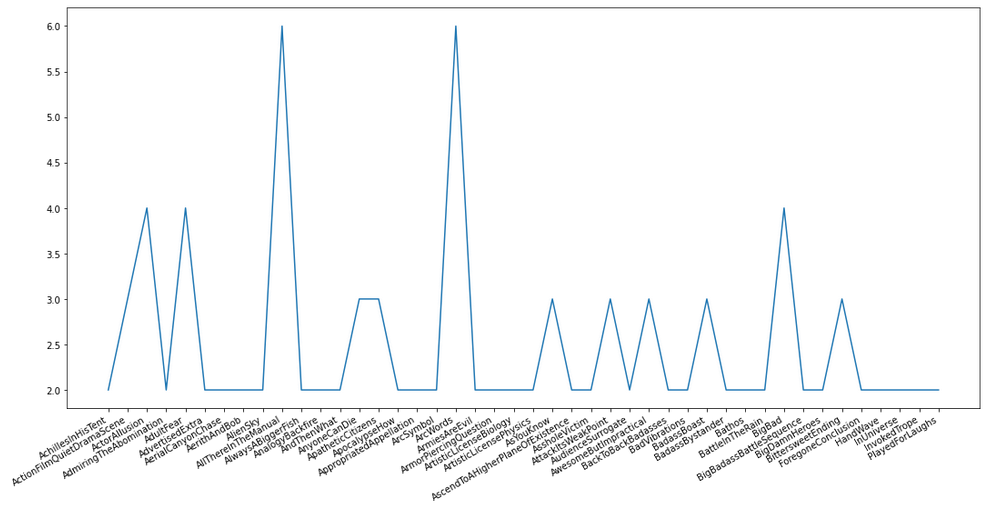 6.0
5.5
5.0
4.5
4.0
3.5
3.0
2.5
2.0
AchillesInHisTent
ActionFilmQuietDramaScene
ActorAllusion
AdmiringTheAbomination
AdultFear
AdvertisedExtra
AerialCanyonChase
AerithAndBob
AlienSky
AllThereInTheManual
AlwaysABiggerFish
AnalogyBackfire
AndThenWhat
AnyoneCanDie
ApatheticCitizens
ApocalypseHow
AppropriatedAppellation
ArcSymbol
ArcWords
ArmiesAreEvil
ArmorPiercingQuestion
ArtisticLicenseBiology
ArtisticLicensePhysics
AsYouKnow
AscendToAHigherPlaneOfExistence
AssholeVictim
AttackItsWeakPoint
AudienceSurrogate
AwesomeButImpractical
BackToBackBadasses
BadVibrations
BadassBoast
BadassBystander
Bathos
BattleInTheRain
BigBad
BigBadassBattleSequence
BigDamnHeroes
BittersweetEnding
ForegoneConclusion
HandWave
InUniverse
InvokedTrope
PlayedForLaughs